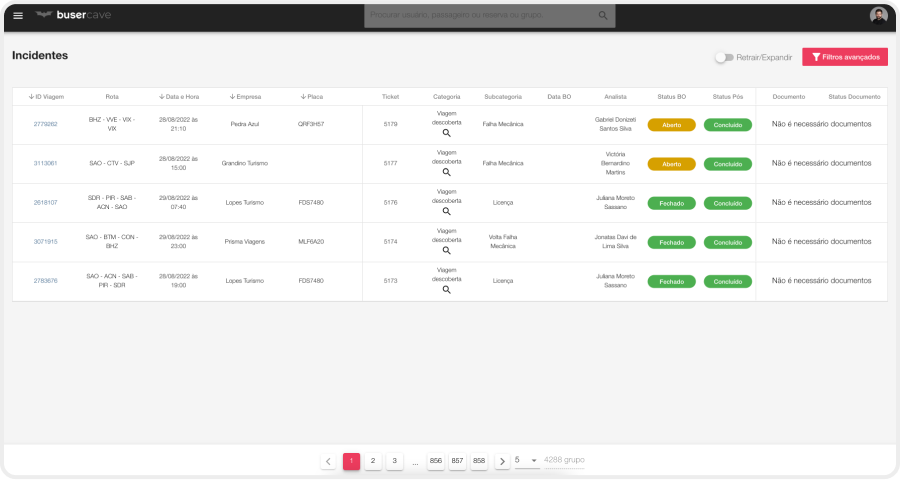 busercave
Procurar usuário, passageiro ou reserva ou grupo.
Incidentes
Retrair/Expandir
Filtros avançados
ID Viagem Rota Data e Hora Empresa Placa Ticket Categoria Subcategoria Data BO Analista Status BO Status Pós Documento Status Documento
2779262
BHZ - VVE - VIX -
VIX
28/08/2022 às
21:10
Pedra Azul
QRF3H57
5179
Viagem
descoberta
Falha Mecânica
Gabriel Donizeti
Santos Silva
Aberto
Concluído
Não é necessário documentos
3113061
SAO - CTV - SJP
28/08/2022 às
15:00
Grandino Turismo
5177
Viagem
descoberta
Falha Mecânica
Victória
Bernardino
Martins
Aberto
Concluído
Não é necessário documentos
2618107
SDR - PIR - SAB -
ACN - SAO
29/08/2022 às
07:40
Lopes Turismo
FDS7480
5176
Viagem
descoberta
Licença
Juliana Moreto
Sassano
Fechado
Concluído
Não é necessário documentos
3071915
SAO - BTM - CON -
BHZ
29/08/2022 às
23:00
Prisma Viagens
MLF6A20
5174
Viagem
descoberta
Volta Falha
Mecânica
Jonatas Davi de
Lima Silva
Fechado
Concluído
Não é necessário documentos
2783676
SAO - ACN - SAB -
PIR - SDR
28/08/2022 às
19:00
Lopes Turismo
FDS7480
5173
Viagem
descoberta
Licença
Juliana Moreto
Sassano
Fechado
Concluído
Não é necessário documentos
1 2 3 ... 856 857 858 5 4288 grupo